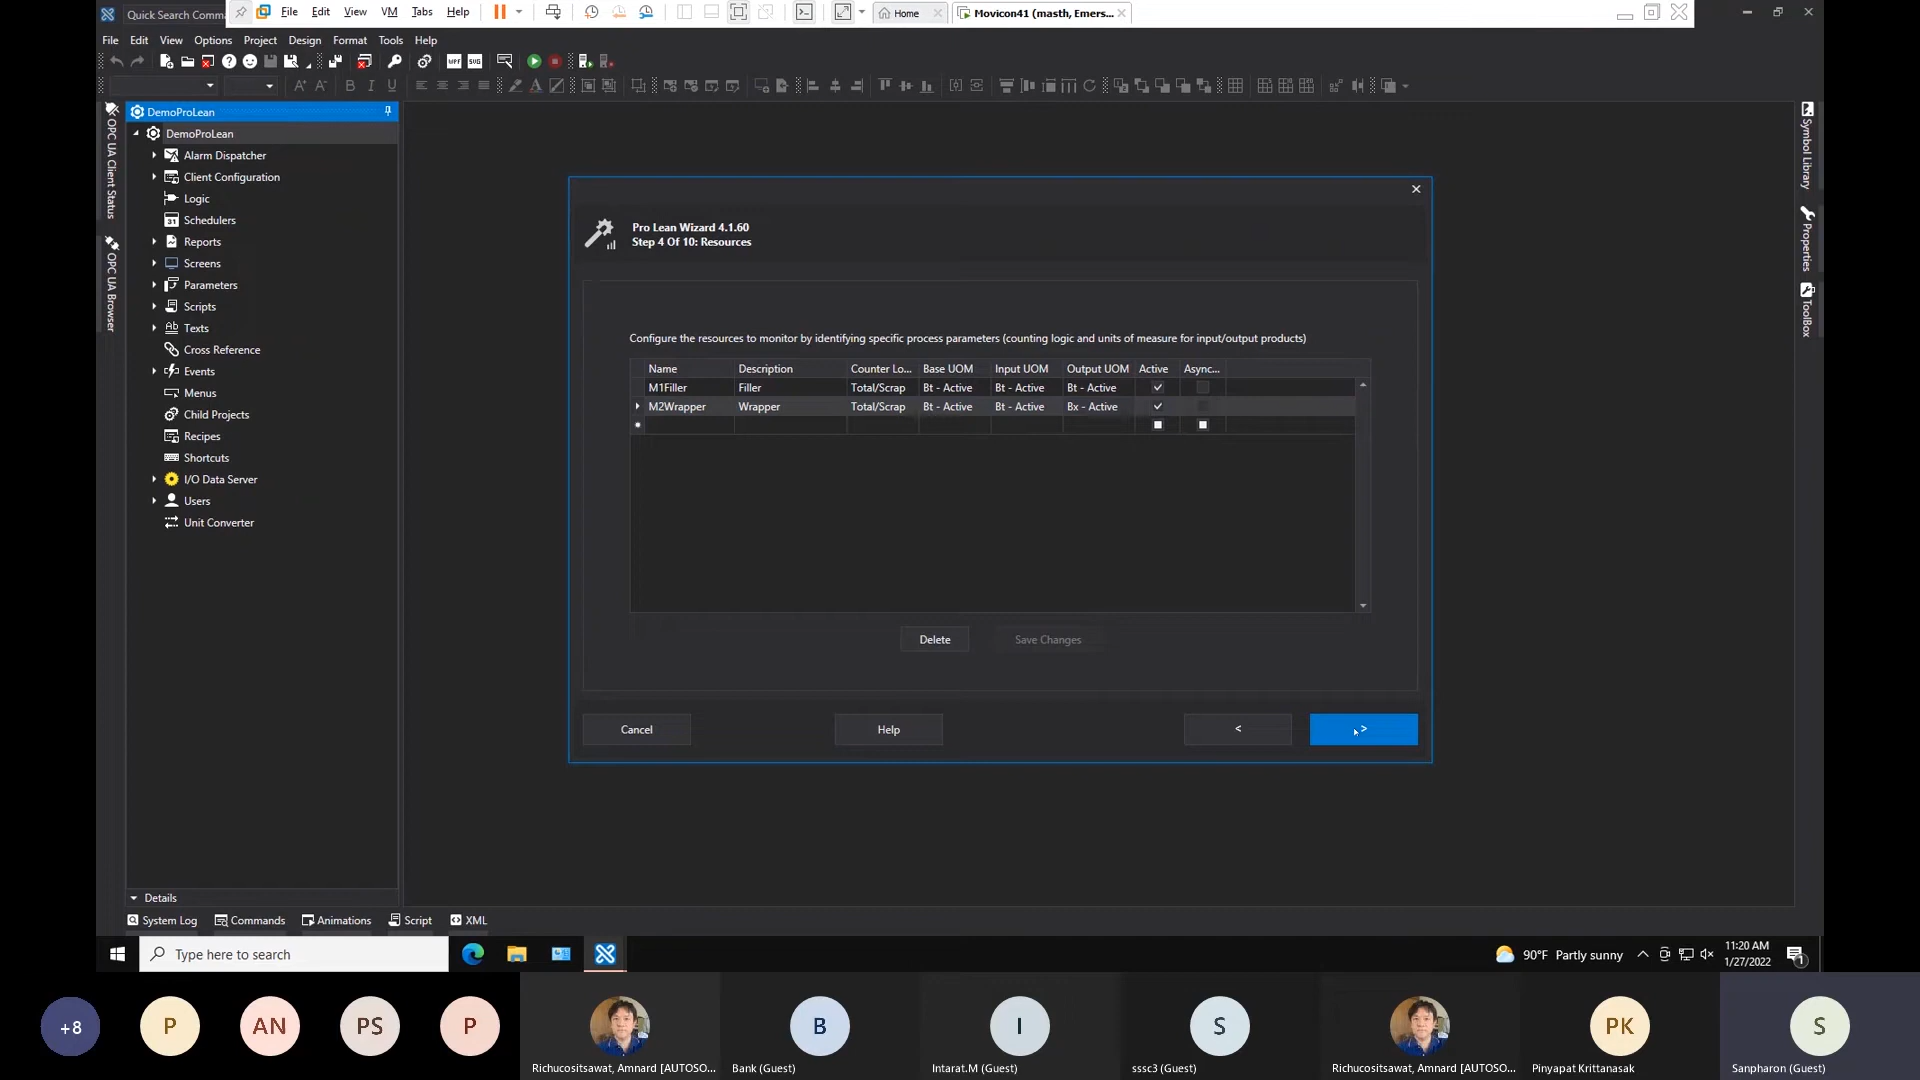 Quick Search Comm
File Edit View VM Tabs Help
Home
Movicon41 (masth, Emers...
File Edit View Options Project Design Format Tools Help
DemoProLean
DemoProLean
Alarm Dispatcher
Client Configuration
Logic
Schedulers
Reports
Screens
Parameters
Scripts
Texts
Cross Reference
Events
Menus
Child Projects
Recipes
Shortcuts
I/O Data Server
Users
Unit Converter
Details
OPC UA Client Status
OPC UA Browser
Symbol Library
Properties
ToolBox
Pro Lean Wizard 4.1.60
Step 4 Of 10: Resources
Configure the resources to monitor by identifying specific process parameters (counting logic and units of measure for input/output products)
Name Description Counter Lo... Base UOM Input UOM Output UOM Active Async...
M1Filler Filler Total/Scrap Bt - Active Bt - Active Bt - Active
M2Wrapper Wrapper Total/Scrap Bt - Active Bt - Active Bx - Active
Delete Save Changes
Cancel Help < >
System Log Commands Animations Script XML
Type here to search
90°F Partly sunny
11:20 AM
1/27/2022
1
+8 P AN PS P B I S PK S
Richucositsawat, Amnard [AUTOSO... Bank (Guest) Intarat.M (Guest) sssc3 (Guest) Richucositsawat, Amnard [AUTOSO... Pinyapat Krittanasak Sanpharon (Guest)